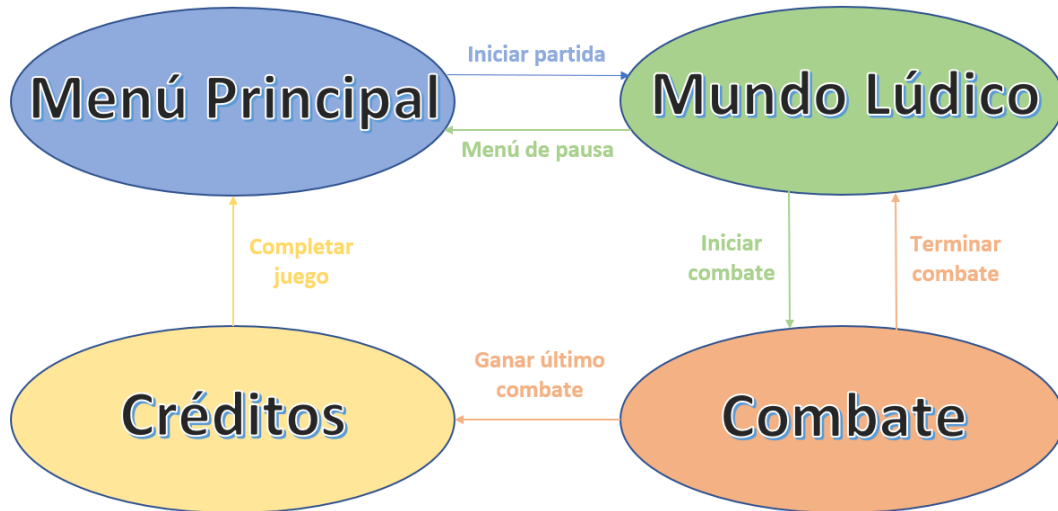 Menú Principal
Iniciar partida
Mundo Lúdico
Menú de pausa
Completar
juego
Iniciar
combate
Terminar
combate
Créditos
Ganar último
combate
Combate